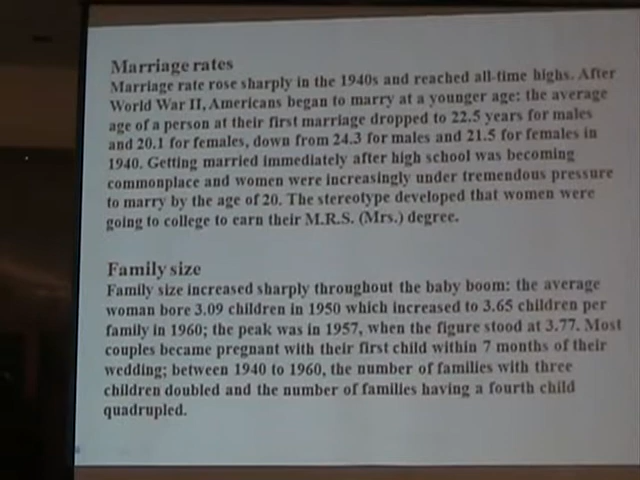 Marriage rates
Marriage rate rose sharply in the 1940s and reached all-time highs. After
World War II, Americans began to marry at a younger age: the average
age of a person at their first marriage dropped to 22.5 years for males
and 20.1 for females, down from 24.3 for males and 21.5 for females in
1940. Getting married immediately after high school was becoming
commonplace and women were increasingly under tremendous pressure
to marry by the age of 20. The stereotype developed that women were
going to college to earn their M.R.S. (Mrs.) degree.
Family size
Family size increased sharply throughout the baby boom: the average
woman bore 3.09 children in 1950 which increased to 3.65 children per
family in 1960; the peak was in 1957, when the figure stood at 3.77. Most
couples became pregnant with their first child within 7 months of their
wedding; between 1940 to 1960, the number of families with three
children doubled and the number of families having a fourth child
quadrupled.